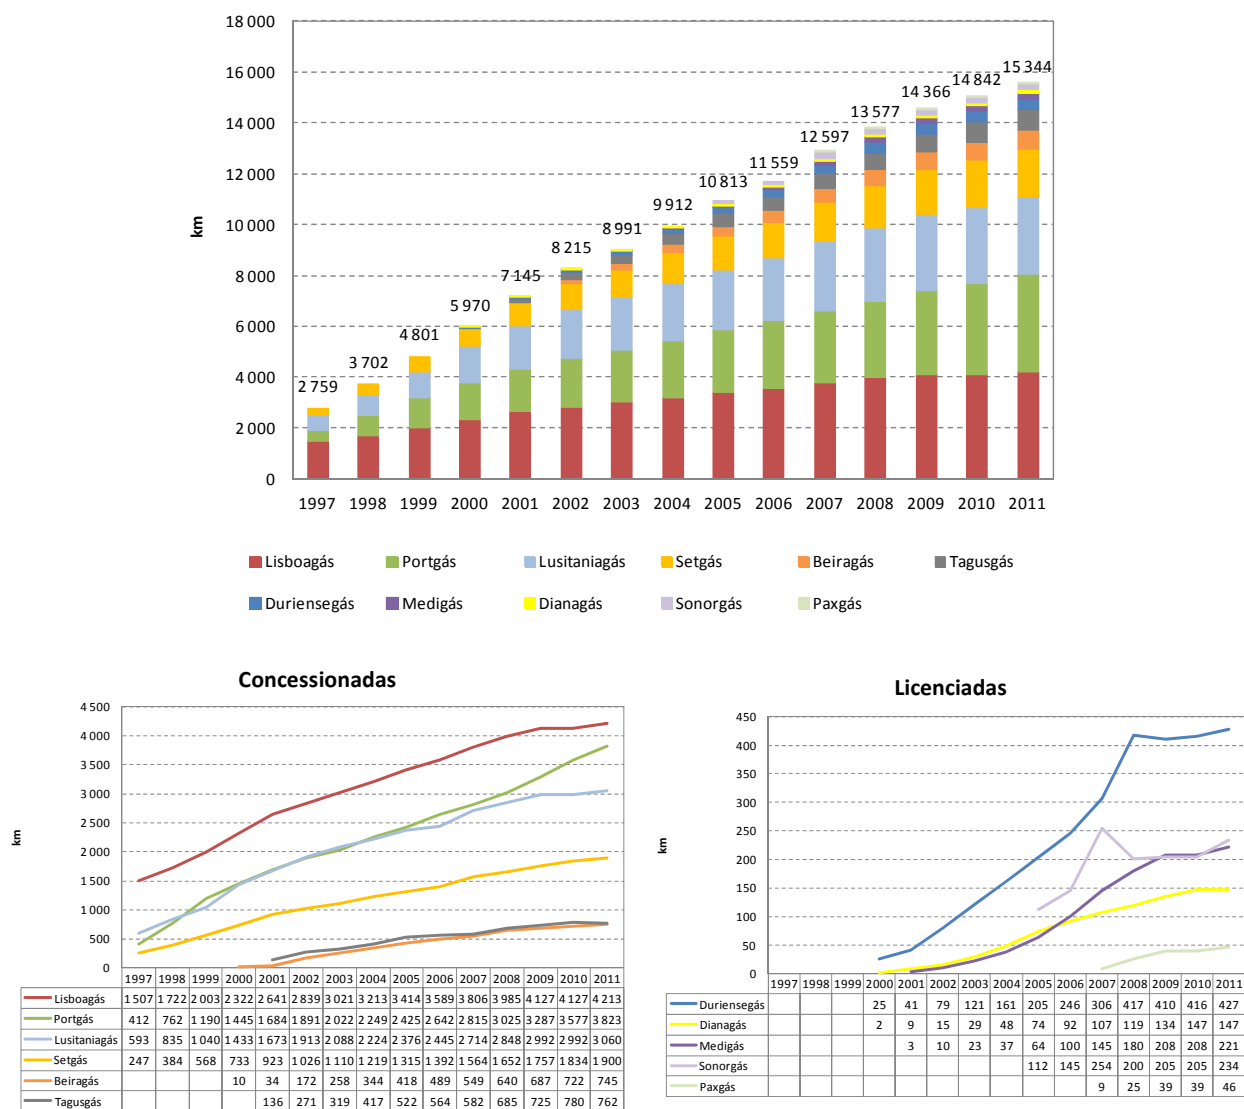 18 000
16 000
14 000
12 000
10 000
8 000
6 000
4 000
2 000
0
km
2 759
3 702
4 801
5 970
7 145
8 215
8 991
9 912
10 813
11 559
12 597
13 577
14 366
14 842
15 344
1997 1998 1999 2000 2001 2002 2003 2004 2005 2006 2007 2008 2009 2010 2011
Lisboagás Portgás Lusitaniagás Setgás Beiragás Tagusgás
Duriensegás Medigás Dianagás Sonorgás Paxgás
Concessionadas
4 500
4 000
3 500
3 000
2 500
2 000
1 500
1 000
500
0
km
1997 1998 1999 2000 2001 2002 2003 2004 2005 2006 2007 2008 2009 2010 2011
Lisboagás 1 507 1 722 2 003 2 322 2 641 2 839 3 021 3 213 3 414 3 589 3 806 3 985 4 127 4 127 4 213
Portgás 412 762 1 190 1 445 1 684 1 891 2 022 2 249 2 425 2 642 2 815 3 025 3 287 3 577 3 823
Lusitaniagás 593 835 1 040 1 433 1 673 1 913 2 088 2 224 2 376 2 445 2 714 2 848 2 992 2 992 3 060
Setgás 247 384 568 733 923 1 026 1 110 1 219 1 315 1 392 1 564 1 652 1 757 1 834 1 900
Beiragás 10 34 172 258 344 418 489 549 640 687 722 745
Tagusgás 136 271 319 417 522 564 582 685 725 780 762
Licenciadas
450
400
350
300
250
200
150
100
50
0
km
1997 1998 1999 2000 2001 2002 2003 2004 2005 2006 2007 2008 2009 2010 2011
Duriensegás 25 41 79 121 161 205 246 306 417 410 416 427
Dianagás 2 9 15 29 48 74 92 107 119 134 147 147
Medigás 3 10 23 37 64 100 145 180 208 208 221
Sonorgás 112 145 254 200 205 205 234
Paxgás 9 25 39 39 46